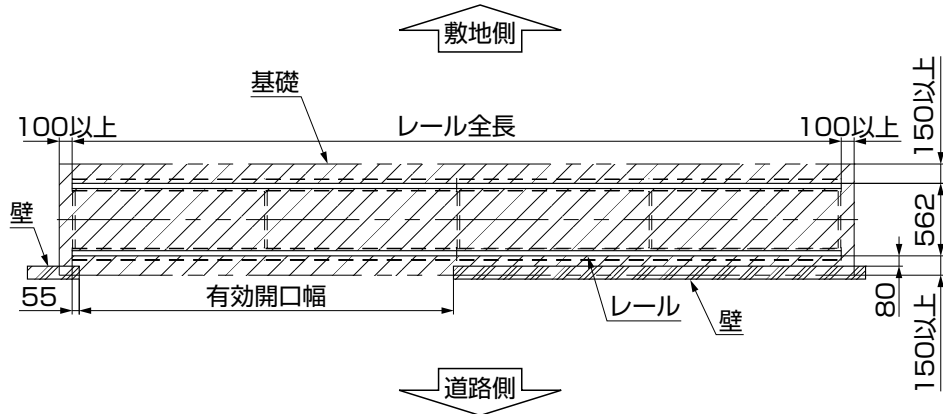 敷地側
基礎
100以上
レール全長
100以上
150以上
壁
562
55
有効開口幅
レール
壁
80
150以上
道路側